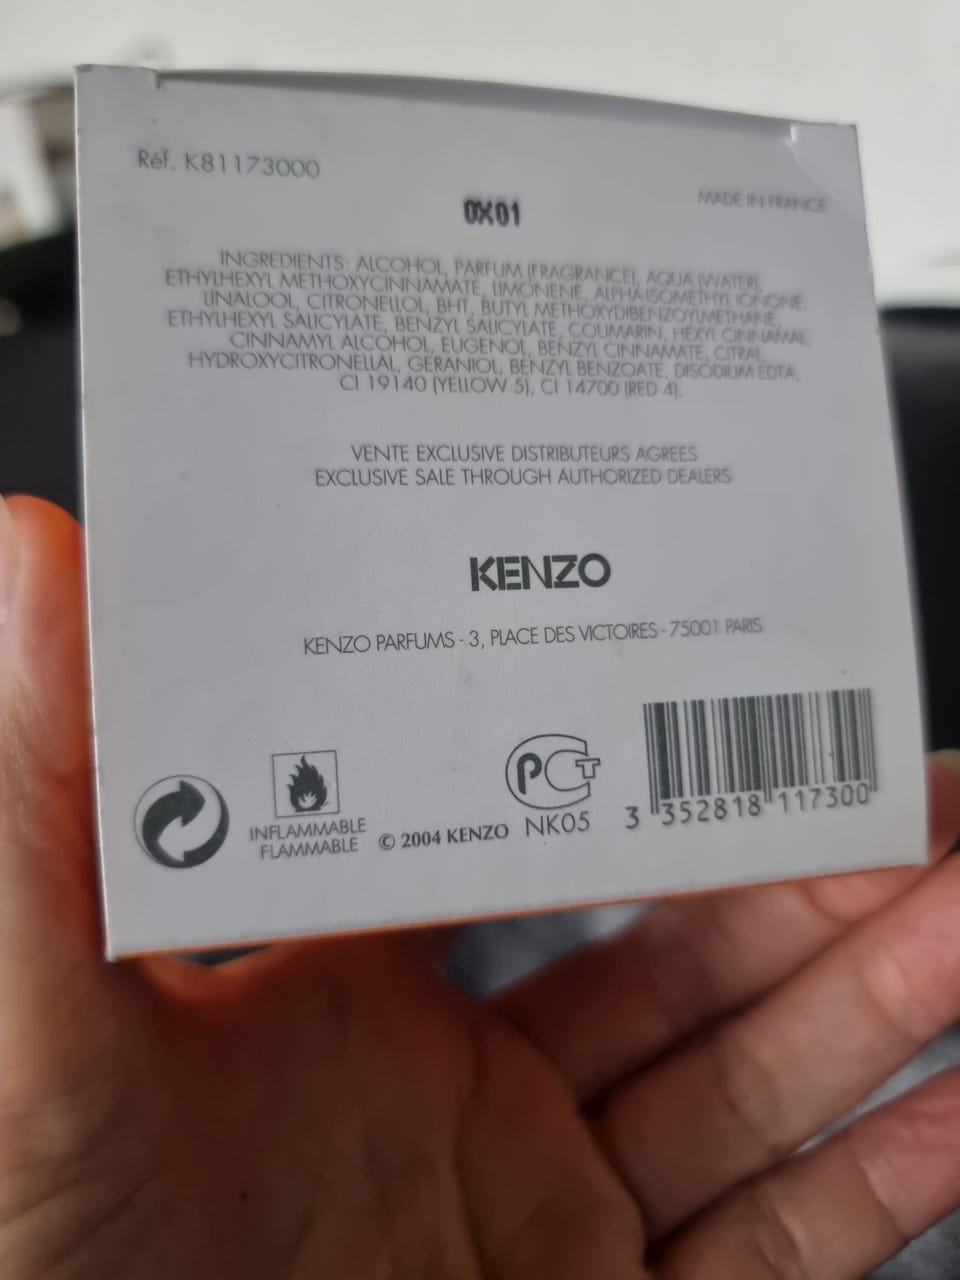 Réf. K81173000
0X01
MADE IN FRANCE
INGREDIENTS: ALCOHOL, PARFUM (FRAGRANCE), AQUA (WATER),
ETHYLHEXYL METHOXYCINNAMATE, LIMONENE, ALPHA-ISOMETHYL IONONE,
LINALOOL, CITRONELLOL, BHT, BUTYL METHOXYDIBENZOYLMETHANE,
ETHYLHEXYL SALICYLATE, BENZYL SALICYLATE, COUMARIN, HEXYL CINNAMAL,
CINNAMYL ALCOHOL, EUGENOL, BENZYL CINNAMATE, CITRAL,
HYDROXYCITRONELLAL, GERANIOL, BENZYL BENZOATE, DISODIUM EDTA,
CI 19140 (YELLOW 5), CI 14700 (RED 4).
VENTE EXCLUSIVE DISTRIBUTEURS AGREES
EXCLUSIVE SALE THROUGH AUTHORIZED DEALERS
KENZO
KENZO PARFUMS - 3, PLACE DES VICTOIRES - 75001 PARIS
INFLAMMABLE
FLAMMABLE
© 2004 KENZO
PCT
NK05
3 352818 117300